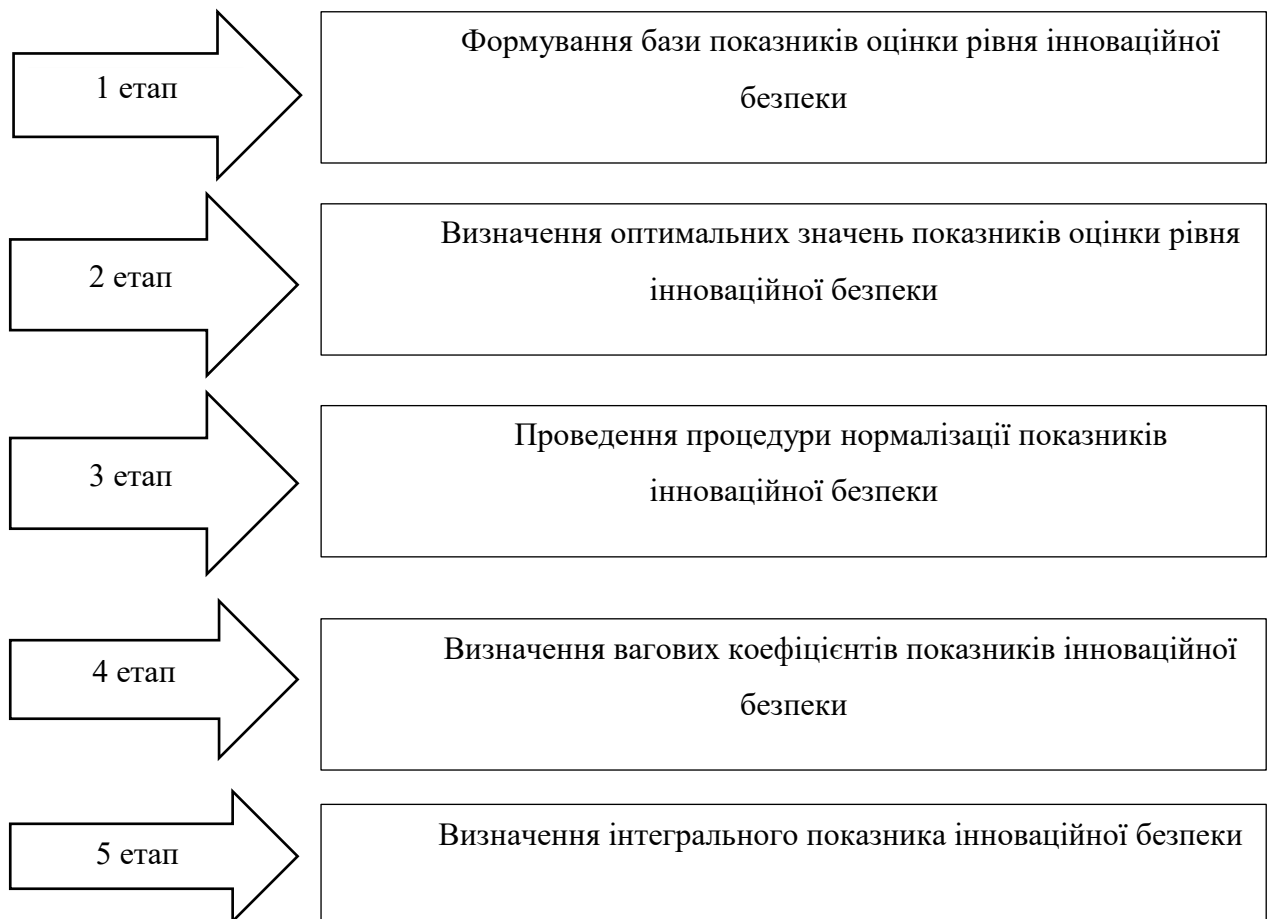 1 етап
Формування бази показників оцінки рівня інноваційної
безпеки
2 етап
Визначення оптимальних значень показників оцінки рівня
інноваційної безпеки
3 етап
Проведення процедури нормалізації показників
інноваційної безпеки
4 етап
Визначення вагових коефіцієнтів показників інноваційної
безпеки
5 етап
Визначення інтегрального показника інноваційної безпеки